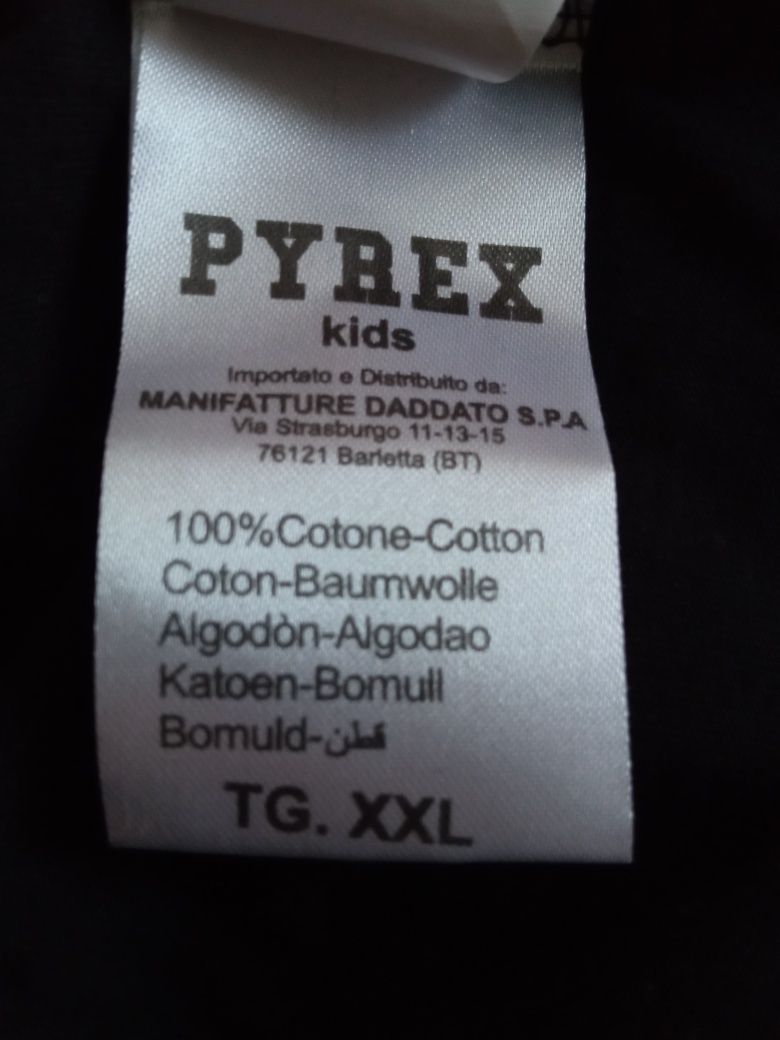 PYREX
kids
Importato e Distribuito da:
MANIFATTURE DADDATO S.P.A
Via Strasburgo 11-13-15
76121 Barletta (BT)
100%Cotone-Cotton
Coton-Baumwolle
Algodòn-Algodao
Katoen-Bomull
Bomuld-قطن
TG. XXL